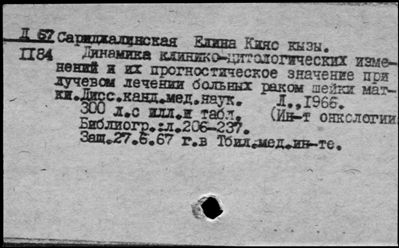 Д 67 Сариджалинская Елина Кияс кызы.
П84 Динамика клинико-цитологических изме-
нений и их прогностическое значение при
лучевом лечении больных раком шейки мат-
ки.Дисс.канд.мед.наук. Л.,1966.
300 л.с илл.и табл. (Ин-т онкологии
Библиогр.:л.206-237.
Защ.27.6.67 г.в Тбил.мед.ин-те.